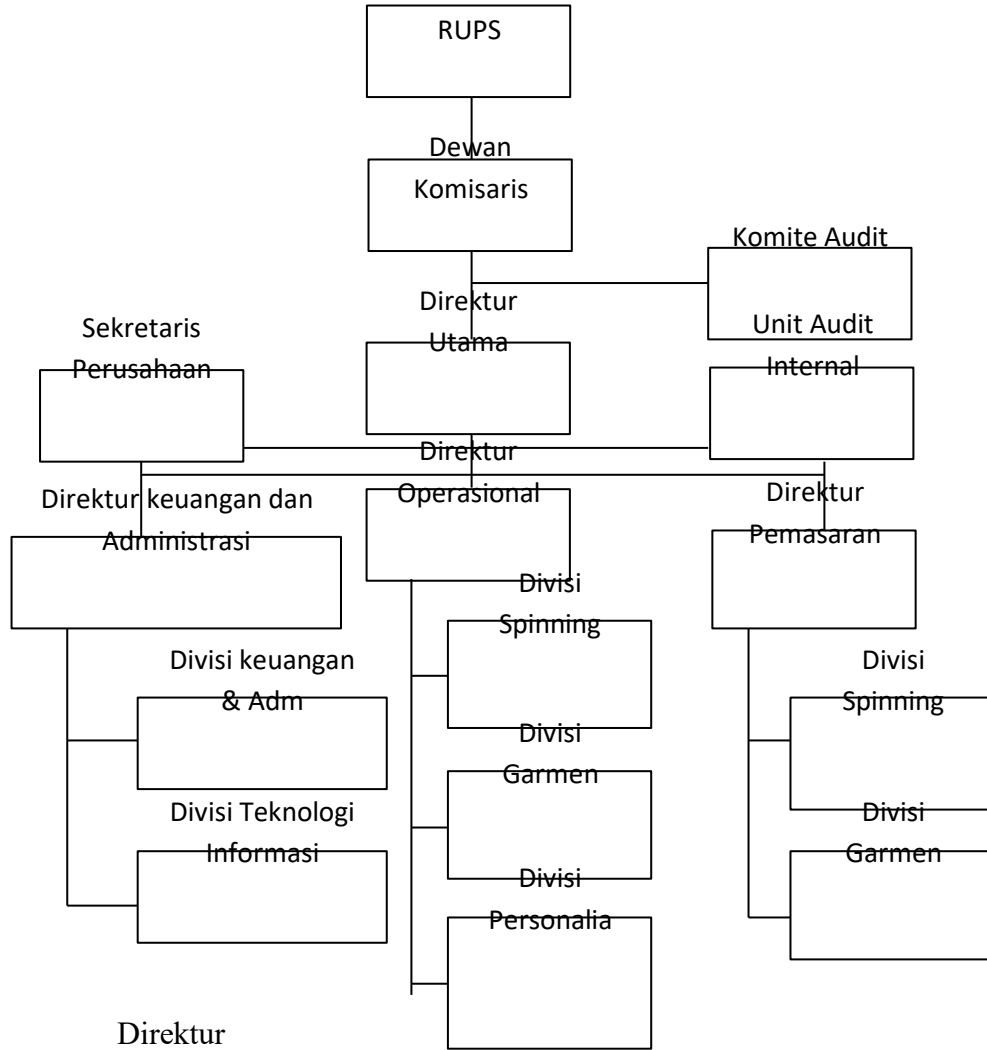 RUPS
Dewan
Komisaris
Komite Audit
Direktur
Utama
Sekretaris
Perusahaan
Unit Audit
Internal
Direktur keuangan dan
Administrasi
Direktur
Operasional
Direktur
Pemasaran
Divisi keuangan
& Adm
Divisi Teknologi
Informasi
Divisi
Spinning
Divisi
Garmen
Divisi
Personalia
Divisi
Spinning
Divisi
Garmen
Direktur